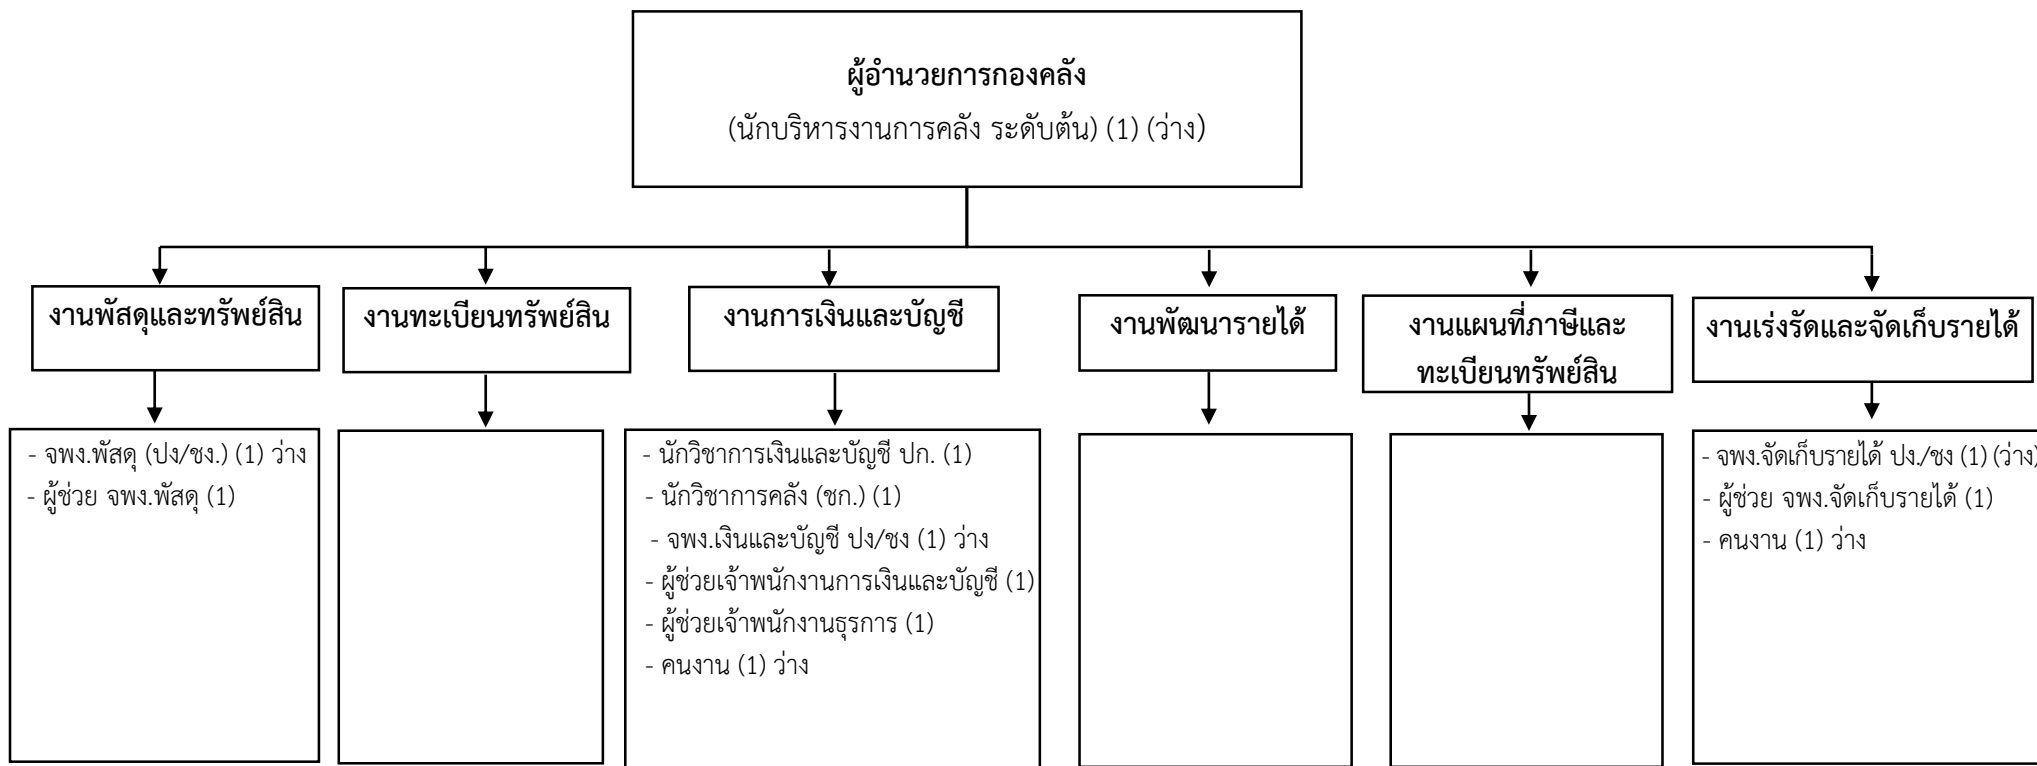 ผู้อำนวยการกองคลัง
(นักบริหารงานการคลัง ระดับต้น) (1) (ว่าง)
งานพัสดุและทรัพย์สิน
งานทะเบียนทรัพย์สิน
งานการเงินและบัญชี
งานพัฒนารายได้
งานแผนที่ภาษีและ
ทะเบียนทรัพย์สิน
งานเร่งรัดและจัดเก็บรายได้
- จพง.พัสดุ (ปง/ชง.) (1) ว่าง
- ผู้ช่วย จพง.พัสดุ (1)
- นักวิชาการเงินและบัญชี ปก. (1)
- นักวิชาการคลัง (ชก.) (1)
- จพง.เงินและบัญชี ปง/ชง (1) ว่าง
- ผู้ช่วยเจ้าพนักงานการเงินและบัญชี (1)
- ผู้ช่วยเจ้าพนักงานธุรการ (1)
- คนงาน (1) ว่าง
- จพง.จัดเก็บรายได้ ปง./ชง (1) (ว่าง)
- ผู้ช่วย จพง.จัดเก็บรายได้ (1)
- คนงาน (1) ว่าง